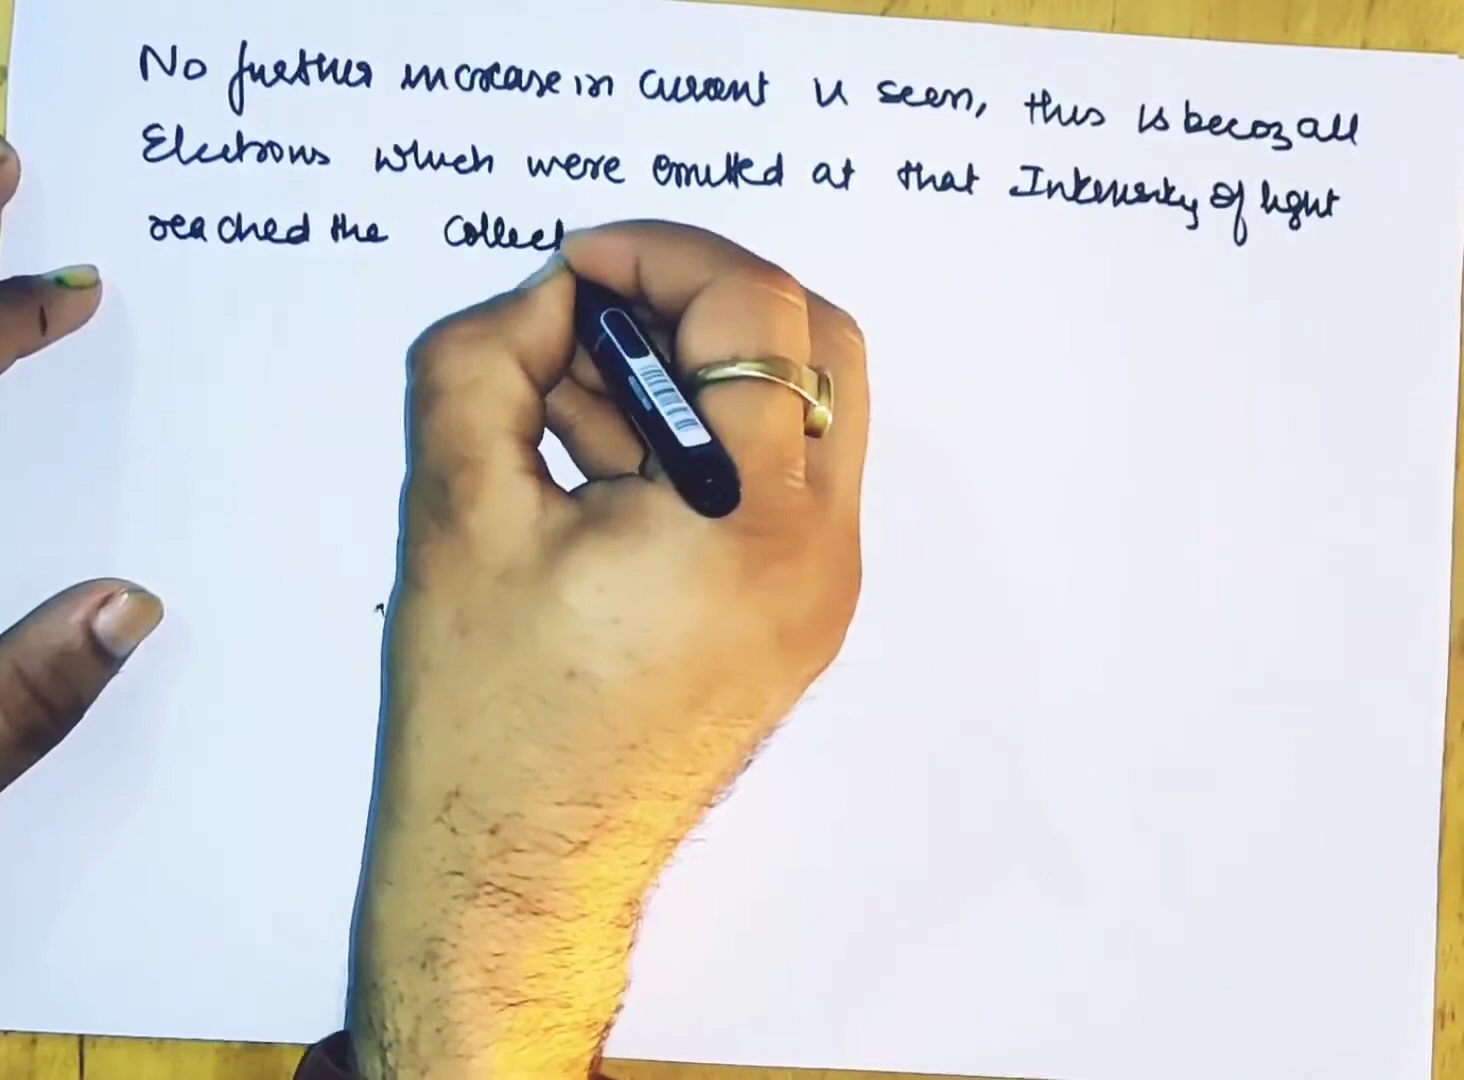 No further increase in current is seen, this is becoz all
Electrons which were emitted at that Intensity of light
reached the collect